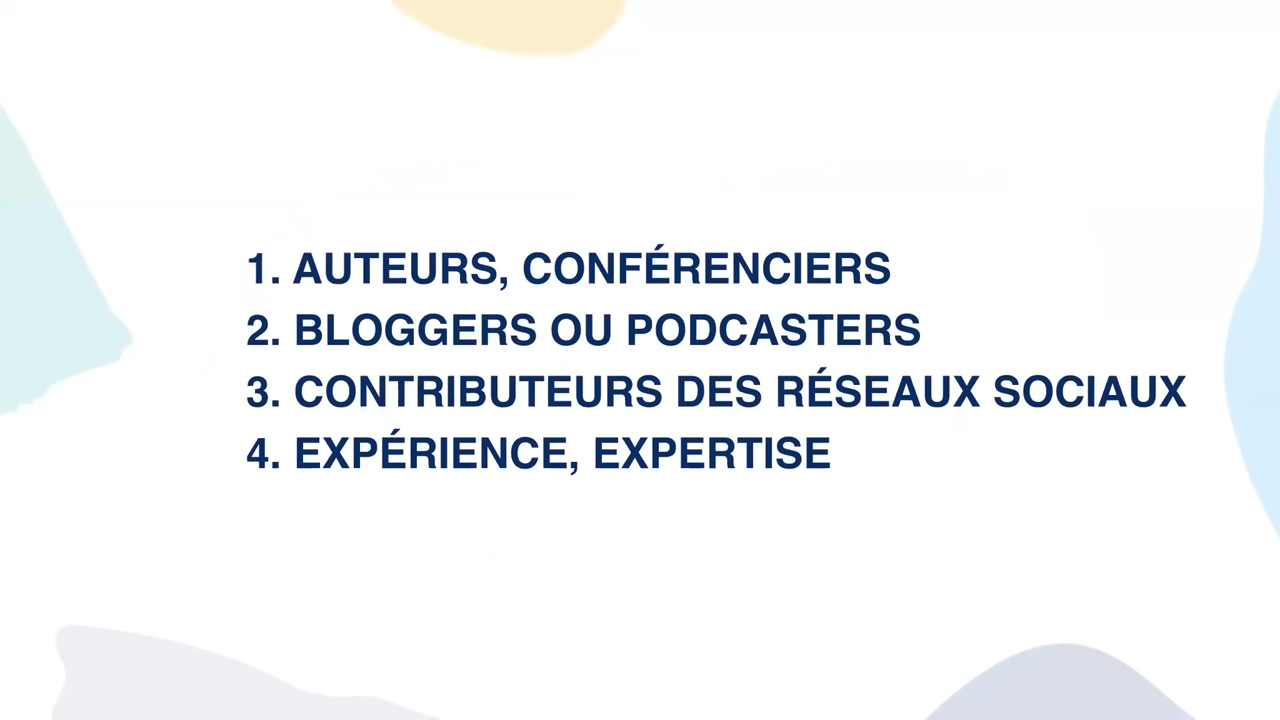 1. AUTEURS, CONFÉRENCIERS
2. BLOGGERS OU PODCASTERS
3. CONTRIBUTEURS DES RÉSEAUX SOCIAUX
4. EXPÉRIENCE, EXPERTISE